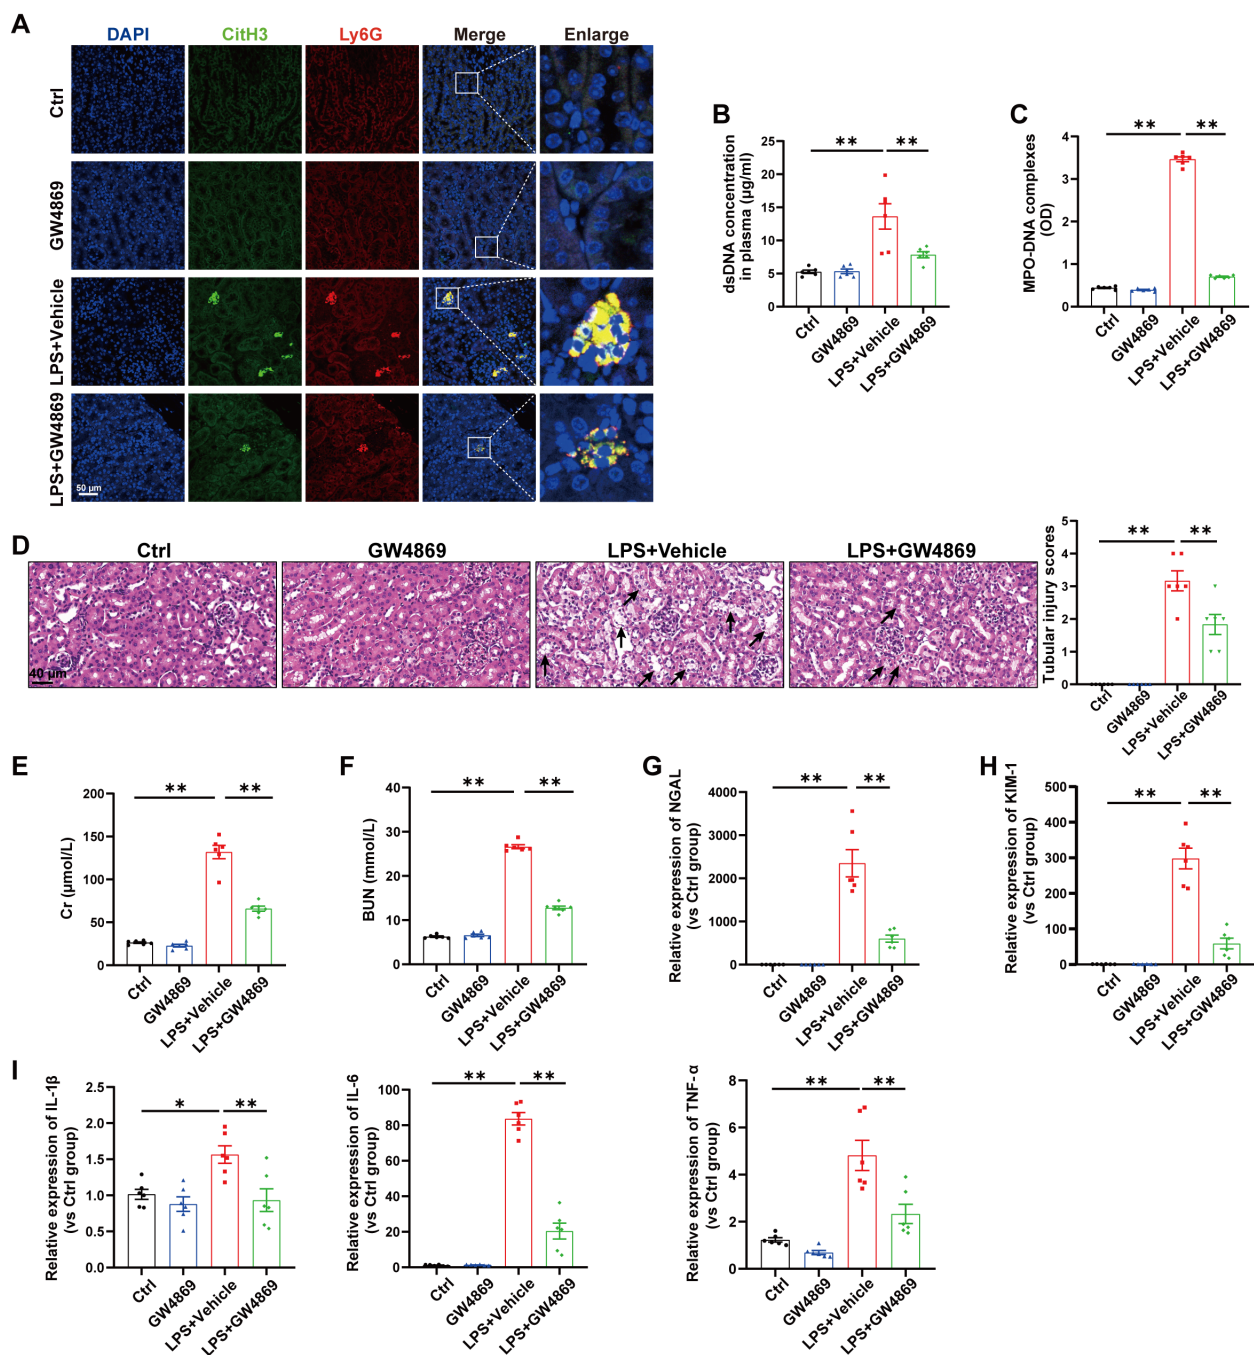 A
DAPI CitH3 Ly6G Merge Enlarge
Ctrl
GW4869
LPS+Vehicle
LPS+GW4869
50 μm
B
dsDNA concentration
in plasma (μg/ml)
25
20
15
10
5
0
** **
Ctrl
GW4869
LPS+Vehicle
LPS+GW4869
C
MPO-DNA complexes
(OD)
4
3
2
1
0
** **
Ctrl
GW4869
LPS+Vehicle
LPS+GW4869
D
Ctrl GW4869 LPS+Vehicle LPS+GW4869
40 μm
Tubular injury scores
5
4
3
2
1
0
** **
Ctrl
GW4869
LPS+Vehicle
LPS+GW4869
E
Cr (μmol/L)
200
150
100
50
0
** **
Ctrl
GW4869
LPS+Vehicle
LPS+GW4869
F
BUN (mmol/L)
40
30
20
10
0
** **
Ctrl
GW4869
LPS+Vehicle
LPS+GW4869
G
Relative expression of NGAL
(vs Ctrl group)
4000
3000
2000
1000
0
** **
Ctrl
GW4869
LPS+Vehicle
LPS+GW4869
H
Relative expression of KIM-1
(vs Ctrl group)
500
400
300
200
100
0
** **
Ctrl
GW4869
LPS+Vehicle
LPS+GW4869
I
Relative expression of IL-1β
(vs Ctrl group)
2.5
2.0
1.5
1.0
0.5
0.0
* **
Ctrl
GW4869
LPS+Vehicle
LPS+GW4869
Relative expression of IL-6
(vs Ctrl group)
100
80
60
40
20
0
** **
Ctrl
GW4869
LPS+Vehicle
LPS+GW4869
Relative expression of TNF-α
(vs Ctrl group)
8
6
4
2
0
** **
Ctrl
GW4869
LPS+Vehicle
LPS+GW4869